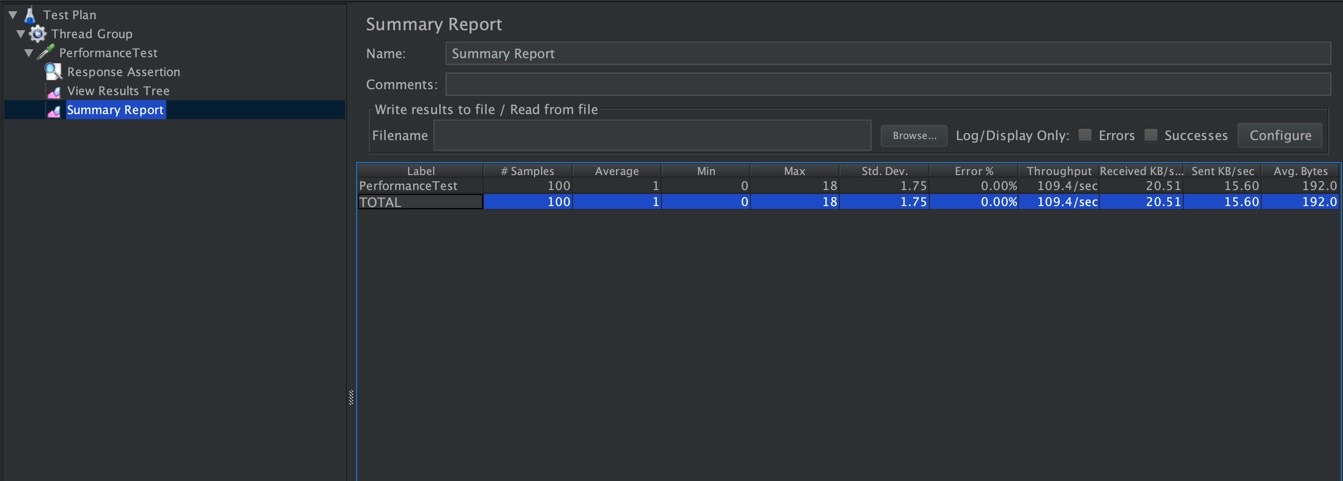 Test Plan
Thread Group
PerformanceTest
Response Assertion
View Results Tree
Summary Report
Summary Report
Name: Summary Report
Comments:
Write results to file / Read from file
Filename Browse... Log/Display Only: Errors Successes Configure
Label # Samples Average Min Max Std. Dev. Error % Throughput Received KB/s... Sent KB/sec Avg. Bytes
PerformanceTest 100 1 0 18 1.75 0.00% 109.4/sec 20.51 15.60 192.0
TOTAL 100 1 0 18 1.75 0.00% 109.4/sec 20.51 15.60 192.0